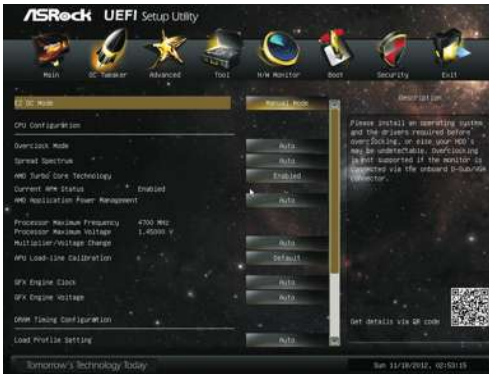 ASRock UEFI Setup Utility
Main OC Tweaker Advanced Tool H/W Monitor Boot Security Exit
EZ OC Mode Manual Mode
CPU Configuration
Overclock Mode Auto
Spread Spectrum Auto
AMD Turbo Core Technology Enabled
Current APM Status Enabled
AMD Application Power Management Auto
Processor Maximum Frequency 4700 MHz
Processor Maximum Voltage 1.45000 V
Multiplier/Voltage Change Auto
APU Load-line Calibration Default
GFX Engine Clock Auto
GFX Engine Voltage Auto
DRAM Timing Configuration
Load Profile Setting Auto
Description
Please install an operating system
and the drivers required before
overclocking, or else your HDD's
may be undetectable. Overclocking
is not supported if the monitor is
connected via the onboard D-Sub/VGA
connector.
Get details via QR code
Tomorrow's Technology Today
Sun 11/18/2012, 02:53:15